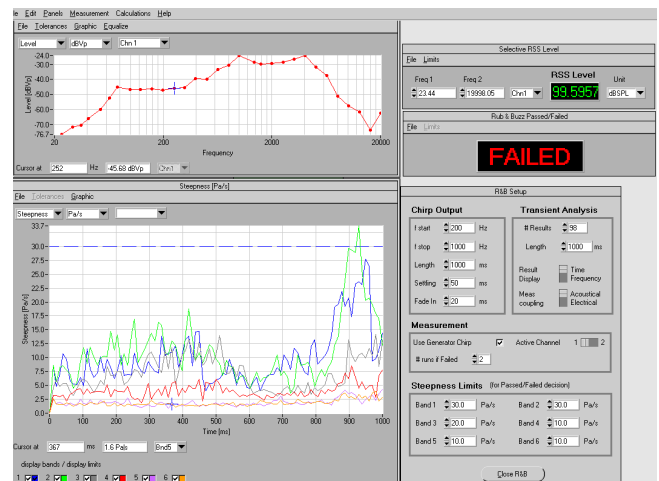 le Edit Panels Measurement Calculations Help
File Tolerances Graphic Equalize
Level dBVp Chn 1
-24.0
-30.0
-40.0
-50.0
-60.0
-70.0
-76.7
Level [dBVp]
20 200 2000 20000
Frequency
Cursor at 252 Hz -45.68 dBVp Chn1
Selective RSS Level
File Limits
Freq 1 Freq 2 RSS Level Unit
23.44 19998.05 Chn1 99.5957 dBSPL
Rub & Buzz Passed/Failed
File Limits
FAILED
Steepness [Pa/s]
File Tolerances Graphic
Steepness Pa/s
33.7
30.0
27.5
25.0
22.5
20.0
17.5
15.0
12.5
10.0
7.5
5.0
2.5
0.0
Steepness [Pa/s]
0 100 200 300 400 500 600 700 800 900 1000
Time [ms]
Cursor at 367 ms 1.6 Pals Bnd5
display bands / display limits
1 2 3 4 5 6
R&B Setup
Chirp Output
f start 200 Hz
f stop 1000 Hz
Length 1000 ms
Settling 50 ms
Fade In 20 ms
Transient Analysis
# Results 98
Length 1000 ms
Result Display Time Frequency
Meas coupling Acoustical Electrical
Measurement
Use Generator Chirp Active Channel 1 2
# runs if Failed 2
Steepness Limits (for Passed/Failed decision)
Band 1 30.0 Pa/s Band 2 30.0 Pa/s
Band 3 20.0 Pa/s Band 4 10.0 Pa/s
Band 5 10.0 Pa/s Band 6 10.0 Pa/s
Close R&B